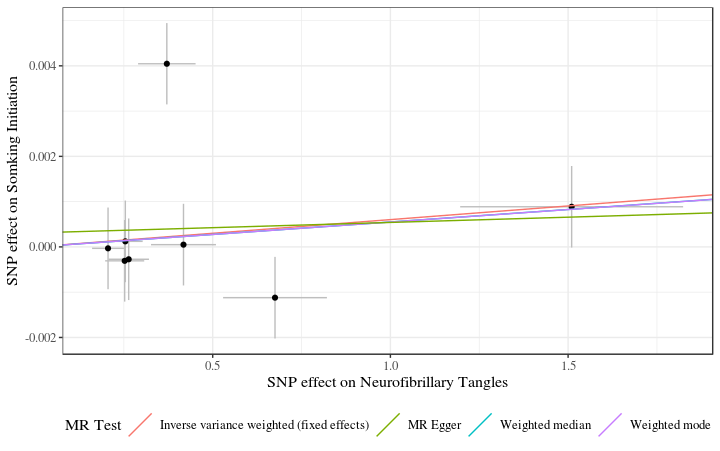 SNP effect on Somking Initiation
0.004
0.002
0.000
-0.002
0.5
1.0
1.5
SNP effect on Neurofibrillary Tangles
MR Test
Inverse variance weighted (fixed effects)
MR Egger
Weighted median
Weighted mode